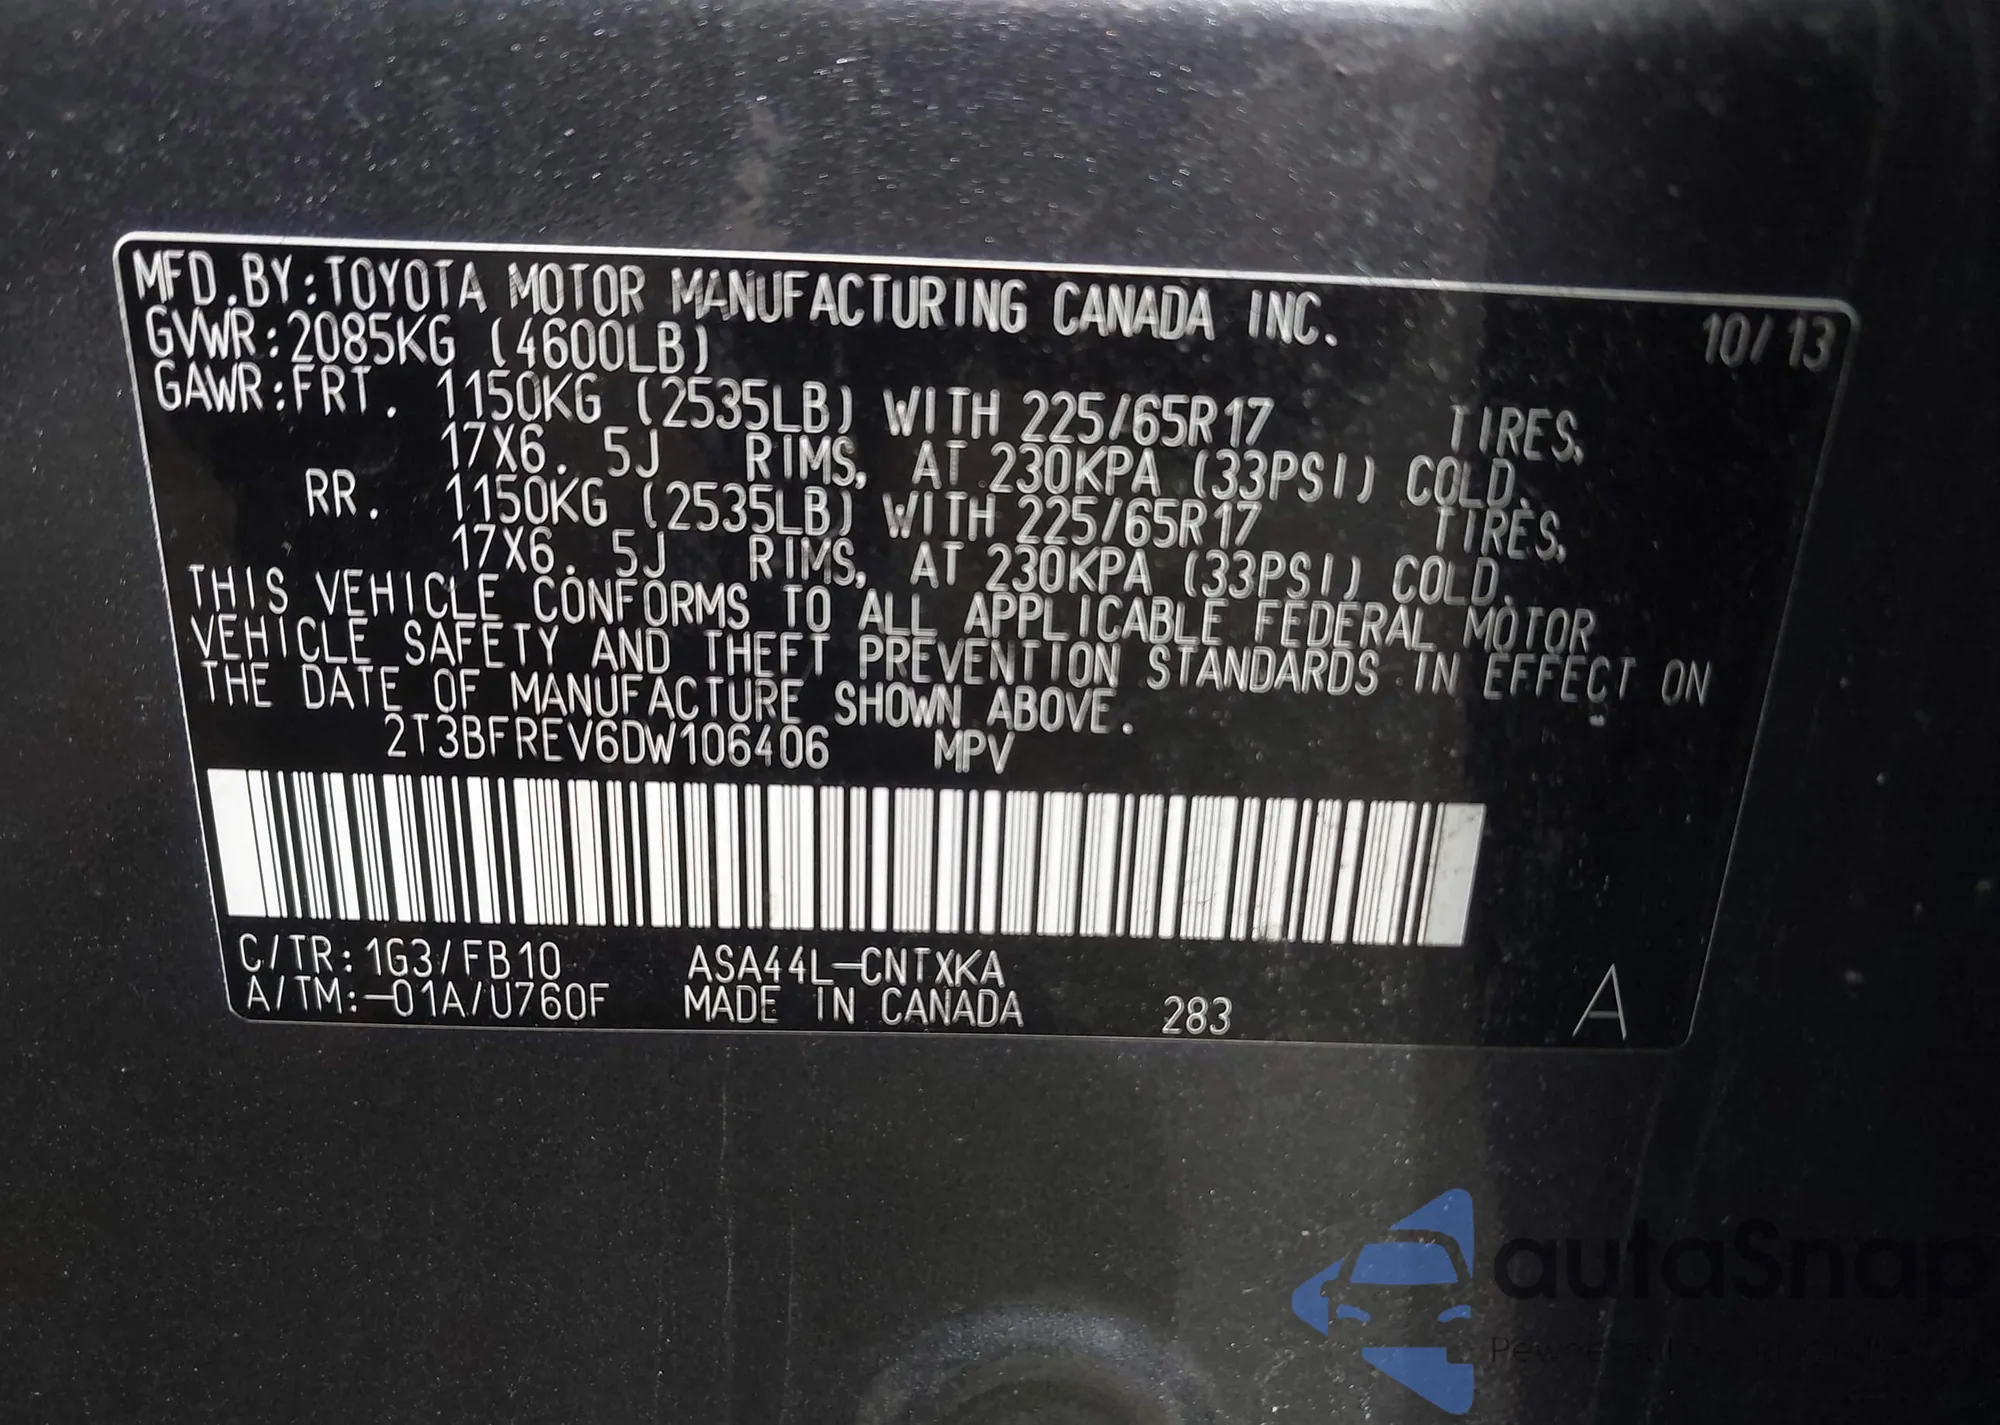 MFD. BY: TOYOTA MOTOR MANUFACTURING CANADA INC. 10/13
GVWR: 2085KG (4600LB)
GAWR: FRT. 1150KG (2535LB) WITH 225/65R17 TIRES,
17X6.5J RIMS, AT 230KPA (33PSI) COLD.
RR. 1150KG (2535LB) WITH 225/65R17 TIRES,
17X6.5J RIMS, AT 230KPA (33PSI) COLD.
THIS VEHICLE CONFORMS TO ALL APPLICABLE FEDERAL MOTOR
VEHICLE SAFETY AND THEFT PREVENTION STANDARDS IN EFFECT ON
THE DATE OF MANUFACTURE SHOWN ABOVE.
2T3BFREV6DW106406 MPV
C/TR: 1G3/FB10 ASA44L-CNTXKA
A/TM: -01A/U760F MADE IN CANADA 283 A
autaSnap